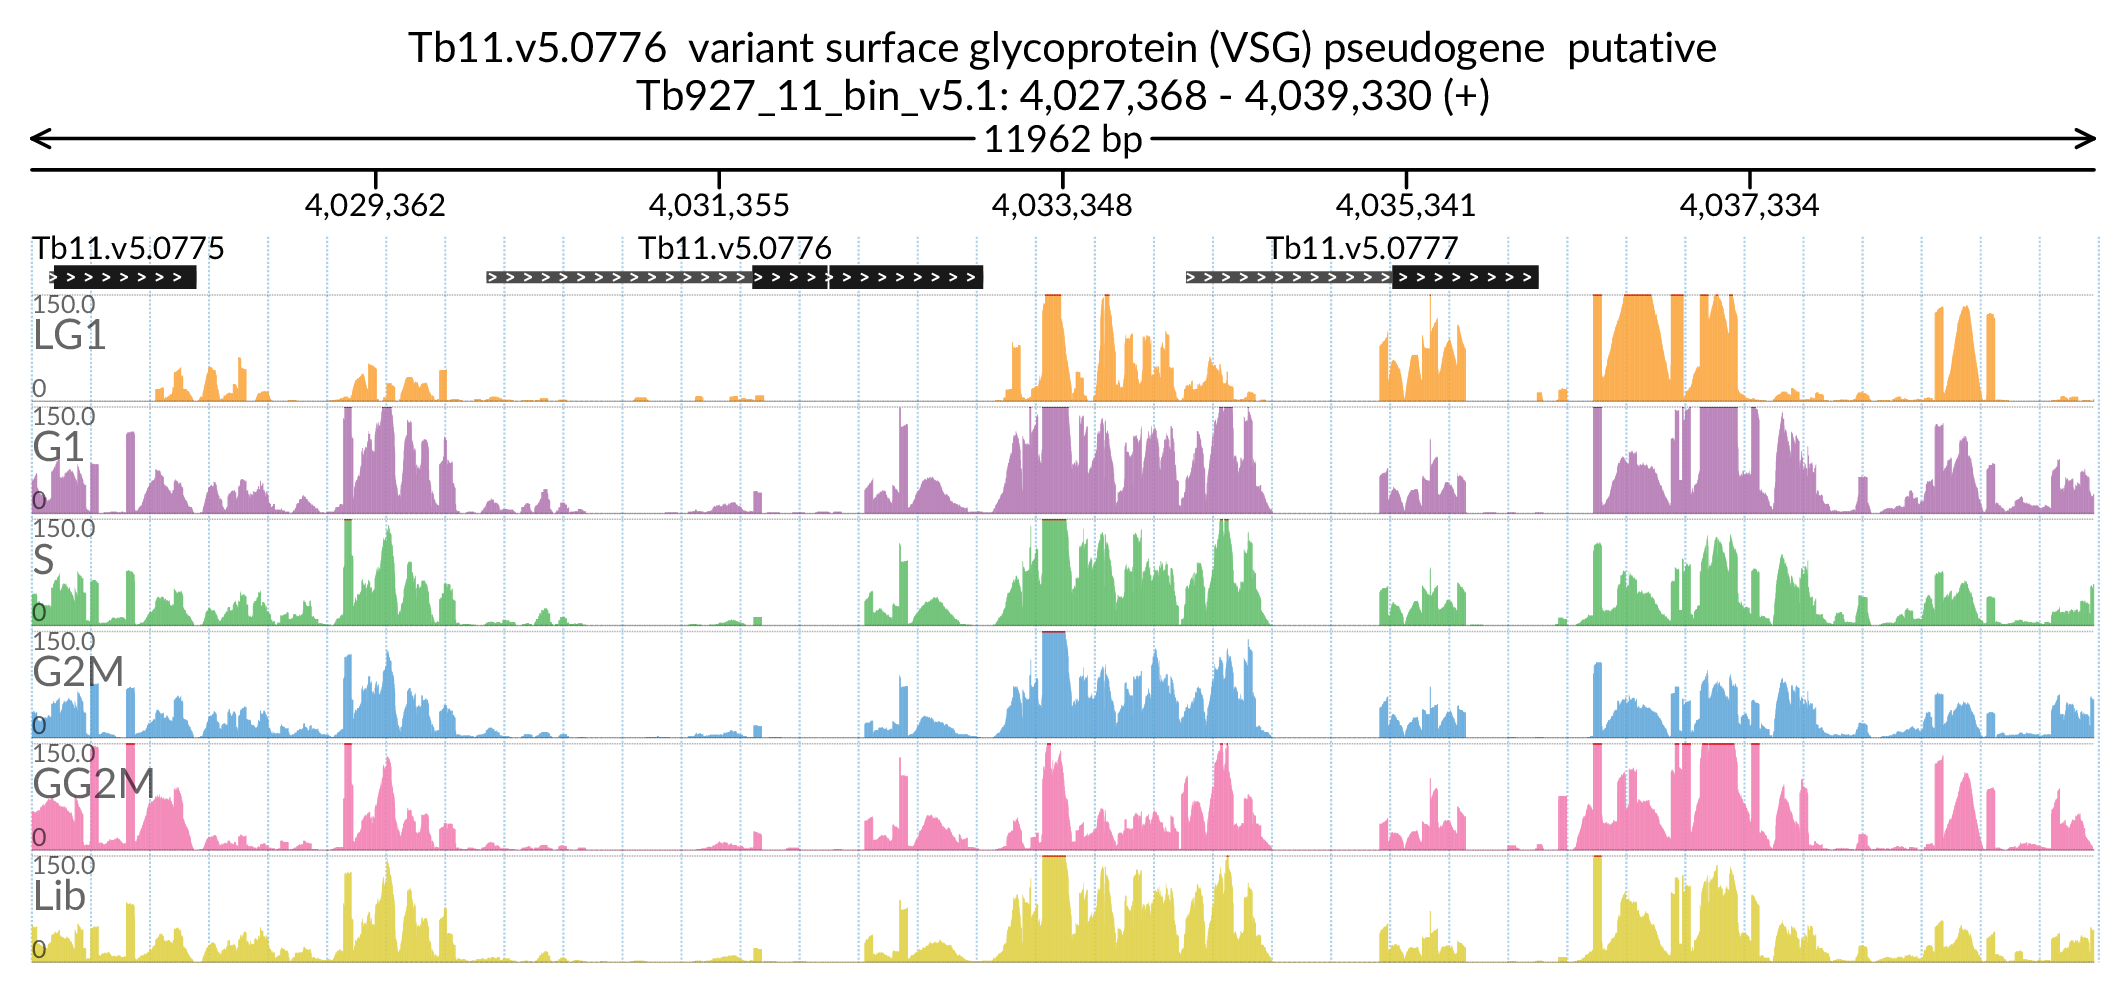 Tb11.v5.0776 variant surface glycoprotein (VSG) pseudogene putative
Tb927_11_bin_v5.1: 4,027,368 - 4,039,330 (+)
11962 bp
4,029,362 4,031,355 4,033,348 4,035,341 4,037,334
Tb11.v5.0775 Tb11.v5.0776 Tb11.v5.0777
150.0
LG1
0
150.0
G1
0
150.0
S
0
150.0
G2M
0
150.0
GG2M
0
150.0
Lib
0